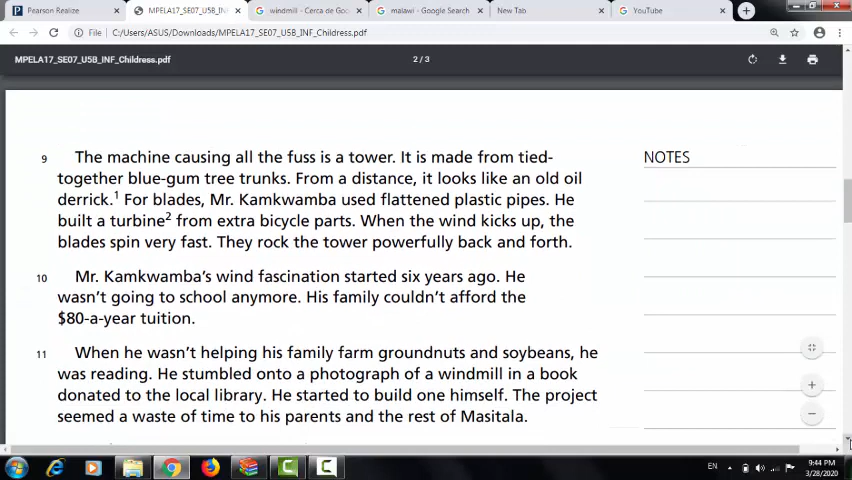 Pearson Realize
MPELA17_SE07_U5B_IN
windmill - Cerca de Goo
malawi - Google Search
New Tab
YouTube
File
C:/Users/ASUS/Downloads/MPELA17_SE07_U5B_INF_Childress.pdf
MPELA17_SE07_U5B_INF_Childress.pdf
2 / 3
9 The machine causing all the fuss is a tower. It is made from tied-
together blue-gum tree trunks. From a distance, it looks like an old oil
derrick.1 For blades, Mr. Kamkwamba used flattened plastic pipes. He
built a turbine2 from extra bicycle parts. When the wind kicks up, the
blades spin very fast. They rock the tower powerfully back and forth.
10 Mr. Kamkwamba's wind fascination started six years ago. He
wasn't going to school anymore. His family couldn't afford the
$80-a-year tuition.
11 When he wasn't helping his family farm groundnuts and soybeans, he
was reading. He stumbled onto a photograph of a windmill in a book
donated to the local library. He started to build one himself. The project
seemed a waste of time to his parents and the rest of Masitala.
NOTES
EN
9:44 PM
3/28/2020